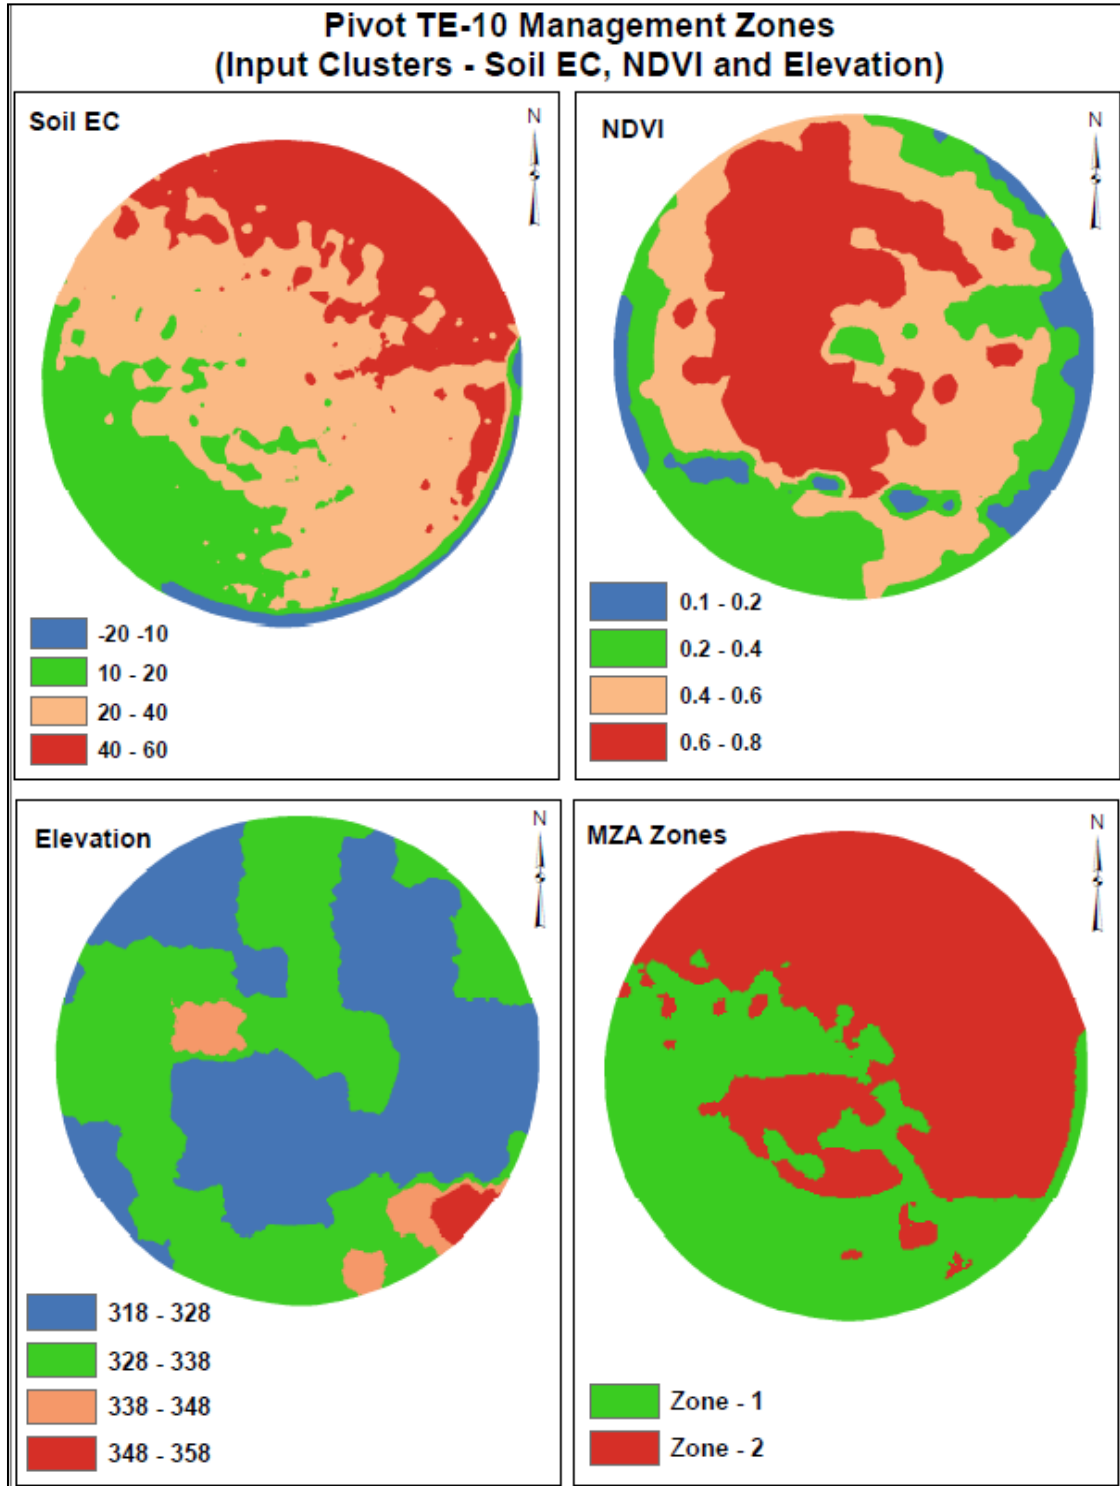 Pivot TE-10 Management Zones
(Input Clusters - Soil EC, NDVI and Elevation)
Soil EC
N
S
-20 -10
10 - 20
20 - 40
40 - 60
NDVI
N
S
0.1 - 0.2
0.2 - 0.4
0.4 - 0.6
0.6 - 0.8
Elevation
N
S
318 - 328
328 - 338
338 - 348
348 - 358
MZA Zones
N
S
Zone - 1
Zone - 2